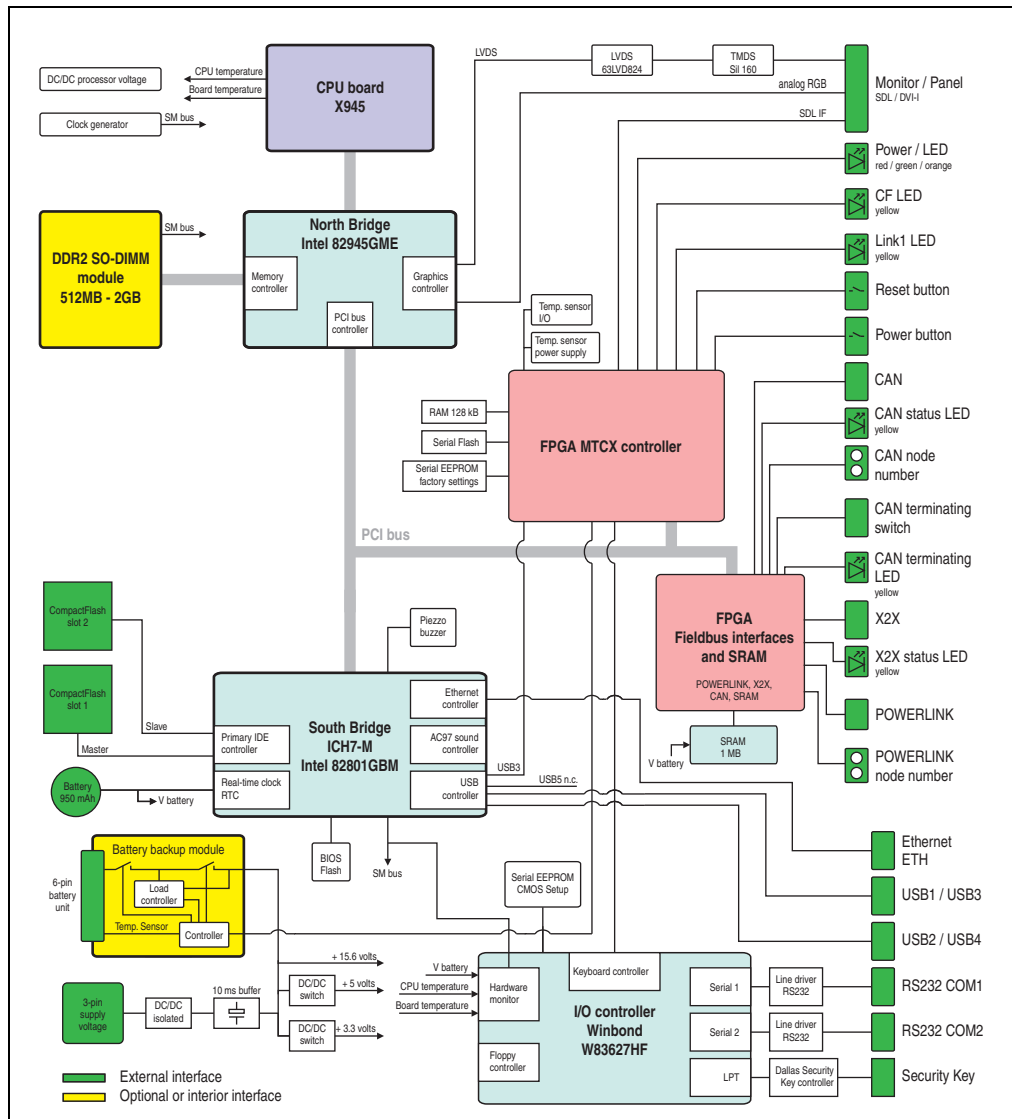 LVDS
LVDS
63LVD824
TMDS
Sil 160
Monitor / Panel
SDL / DVI-I
analog RGB
SDL IF
DC/DC processor voltage
CPU temperature
Board temperature
CPU board
X945
Clock generator
SM bus
Power / LED
red / green / orange
CF LED
yellow
Link1 LED
yellow
Reset button
Power button
DDR2 SO-DIMM
module
512MB - 2GB
SM bus
North Bridge
Intel 82945GME
Memory
controller
Graphics
controller
PCI bus
controller
Temp. sensor
I/O
Temp. sensor
power supply
CAN
CAN status LED
yellow
CAN node
number
CAN terminating
switch
CAN terminating
LED
yellow
X2X
X2X status LED
yellow
POWERLINK
POWERLINK
node number
RAM 128 kB
Serial Flash
Serial EEPROM
factory settings
FPGA MTCX controller
PCI bus
FPGA
Fieldbus interfaces
and SRAM
POWERLINK, X2X,
CAN, SRAM
SRAM
1 MB
V battery
CompactFlash
slot 2
CompactFlash
slot 1
Slave
Master
Piezzo
buzzer
South Bridge
ICH7-M
Intel 82801GBM
Primary IDE
controller
Real-time clock
RTC
Ethernet
controller
AC97 sound
controller
USB
controller
USB3
USB5 n.c.
Battery
950 mAh
V battery
BIOS
Flash
SM bus
Ethernet
ETH
USB1 / USB3
USB2 / USB4
Battery backup module
6-pin
battery
unit
Load
controller
Temp. Sensor
Controller
Serial EEPROM
CMOS Setup
+ 15.6 volts
DC/DC
switch
+ 5 volts
DC/DC
switch
+ 3.3 volts
3-pin
supply
voltage
DC/DC
isolated
10 ms buffer
V battery
CPU temperature
Board temperature
Hardware
monitor
Keyboard controller
Floppy
controller
I/O controller
Winbond
W83627HF
Serial 1
Line driver
RS232
RS232 COM1
Serial 2
Line driver
RS232
RS232 COM2
LPT
Dallas Security
Key controller
Security Key
External interface
Optional or interior interface